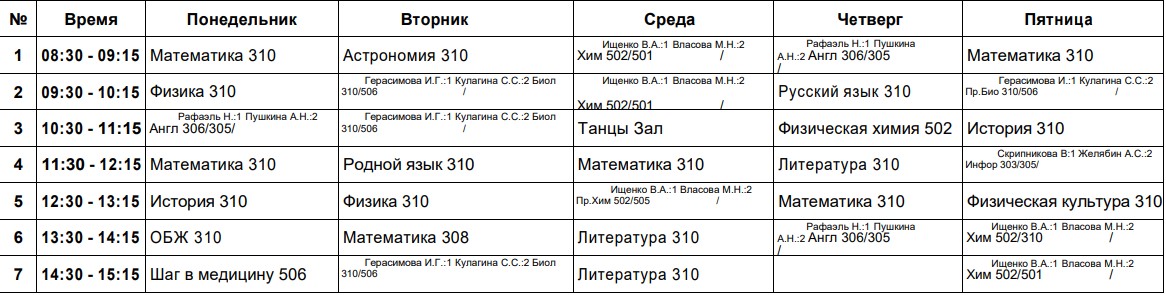 № Время Понедельник Вторник Среда Четверг Пятница
1 08:30 - 09:15 Математика 310 Астрономия 310 Ищенко В.А.:1 Власова М.Н.:2 Хим 502/501 / Рафаэль Н.:1 Пушкина А.Н.:2 Англ 306/305 / Математика 310
2 09:30 - 10:15 Физика 310 Герасимова И.Г.:1 Кулагина С.С.:2 Биол 310/506 / Ищенко В.А.:1 Власова М.Н.:2 Хим 502/501 / Русский язык 310 Герасимова И.:1 Кулагина С.С.:2 Пр.Био 310/506 /
3 10:30 - 11:15 Рафаэль Н.:1 Пушкина А.Н.:2 Англ 306/305/ Герасимова И.Г.:1 Кулагина С.С.:2 Биол 310/506 / Танцы Зал Физическая химия 502 История 310
4 11:30 - 12:15 Математика 310 Родной язык 310 Математика 310 Литература 310 Скрипникова В:1 Желябин А.С.:2 Инфор 303/305/
5 12:30 - 13:15 История 310 Физика 310 Ищенко В.А.:1 Власова М.Н.:2 Пр.Хим 502/505 / Математика 310 Физическая культура 310
6 13:30 - 14:15 ОБЖ 310 Математика 308 Литература 310 Рафаэль Н.:1 Пушкина А.Н.:2 Англ 306/305 / Ищенко В.А.:1 Власова М.Н.:2 Хим 502/310 /
7 14:30 - 15:15 Шаг в медицину 506 Герасимова И.Г.:1 Кулагина С.С.:2 Биол 310/506 / Литература 310 Ищенко В.А.:1 Власова М.Н.:2 Хим 502/501 /